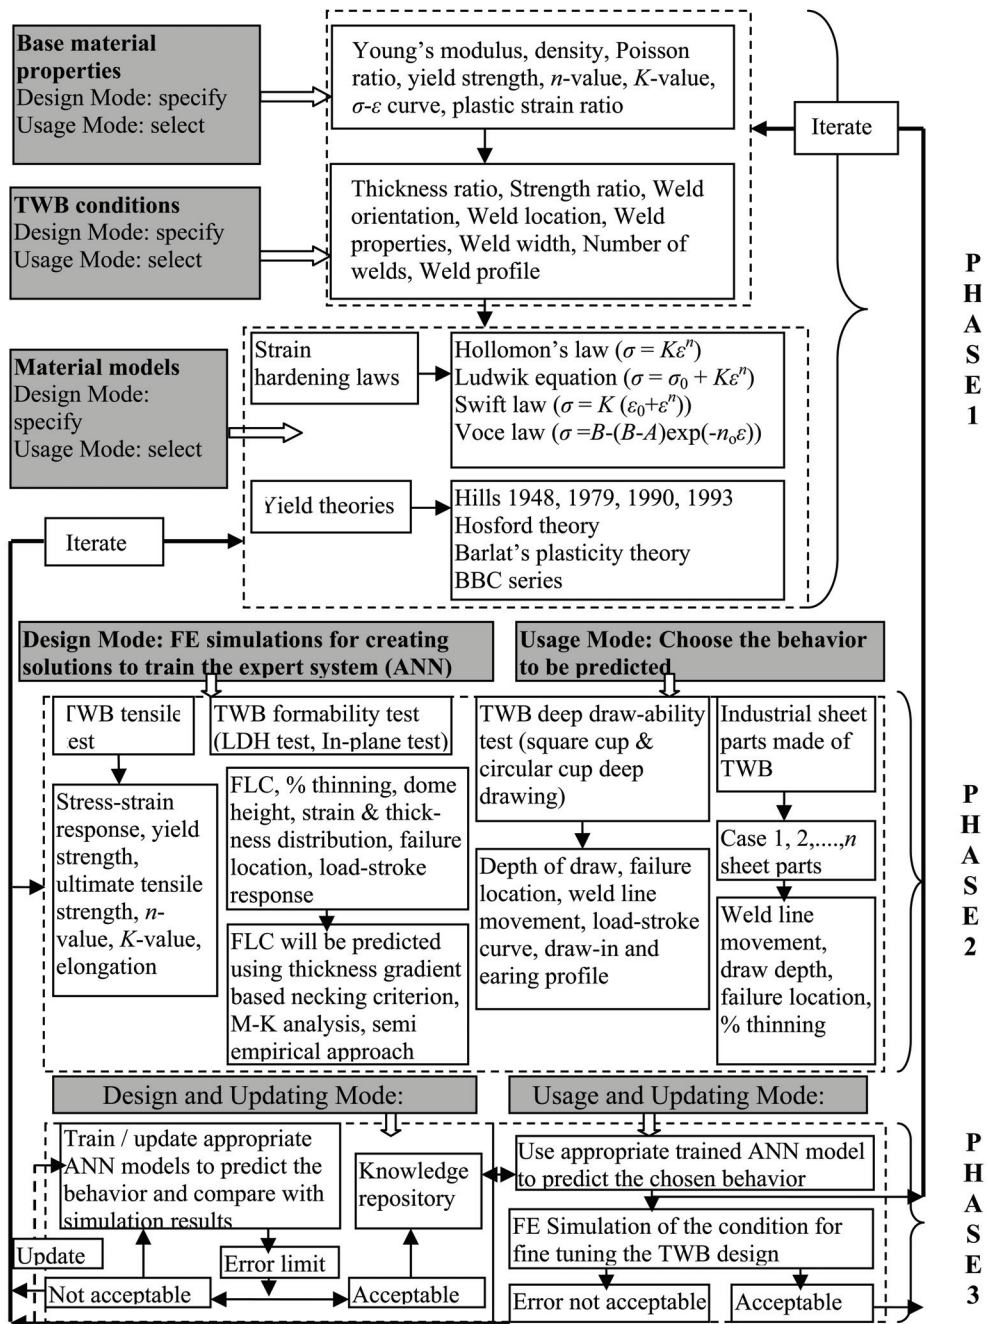 Base material
properties
Design Mode: specify
Usage Mode: select
Young's modulus, density, Poisson
ratio, yield strength, n-value, K-value,
σ-ε curve, plastic strain ratio
Iterate
TWB conditions
Design Mode: specify
Usage Mode: select
Thickness ratio, Strength ratio, Weld
orientation, Weld location, Weld
properties, Weld width, Number of
welds, Weld profile
Material models
Design Mode:
specify
Usage Mode: select
Strain
hardening laws
Hollomon's law (σ = Kεⁿ)
Ludwik equation (σ = σ₀ + Kεⁿ)
Swift law (σ = K (ε₀+εⁿ))
Voce law (σ =B-(B-A)exp(-nₒε))
Yield theories
Hills 1948, 1979, 1990, 1993
Hosford theory
Barlat's plasticity theory
BBC series
Iterate
P
H
A
S
E
1
Design Mode: FE simulations for creating
solutions to train the expert system (ANN)
Usage Mode: Choose the behavior
to be predicted
TWB tensile
est
TWB formability test
(LDH test, In-plane test)
TWB deep draw-ability
test (square cup &
circular cup deep
drawing)
Industrial sheet
parts made of
TWB
Stress-strain
response, yield
strength,
ultimate tensile
strength, n-
value, K-value,
elongation
FLC, % thinning, dome
height, strain & thick-
ness distribution, failure
location, load-stroke
response
FLC will be predicted
using thickness gradient
based necking criterion,
M-K analysis, semi
empirical approach
Depth of draw, failure
location, weld line
movement, load-stroke
curve, draw-in and
earing profile
Case 1, 2,....,n
sheet parts
Weld line
movement,
draw depth,
failure location,
% thinning
P
H
A
S
E
2
Design and Updating Mode:
Usage and Updating Mode:
Train / update appropriate
ANN models to predict the
behavior and compare with
simulation results
Knowledge
repository
Use appropriate trained ANN model
to predict the chosen behavior
FE Simulation of the condition for
fine tuning the TWB design
Update
Error limit
Not acceptable
Acceptable
Error not acceptable
Acceptable
P
H
A
S
E
3